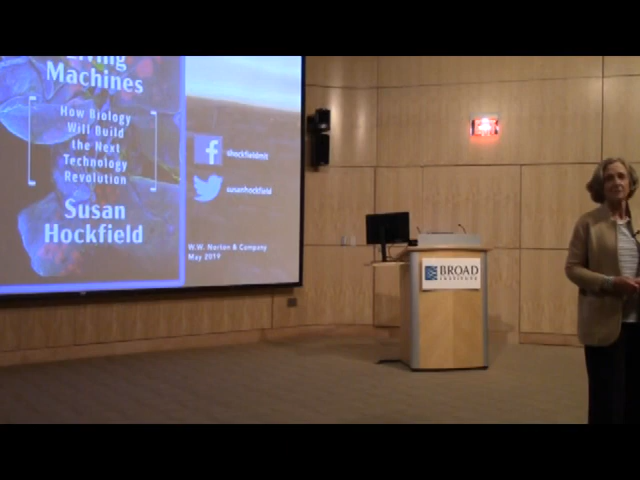 Living
Machines
How Biology
Will Build
the Next
Technology
Revolution
Susan
Hockfield
shockfieldmit
susanhockfield
W.W. Norton & Company
May 2019
BROAD
INSTITUTE